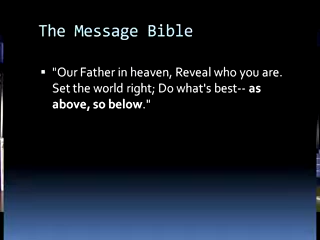 The Message Bible
"Our Father in heaven, Reveal who you are.
Set the world right; Do what's best-- as
above, so below."